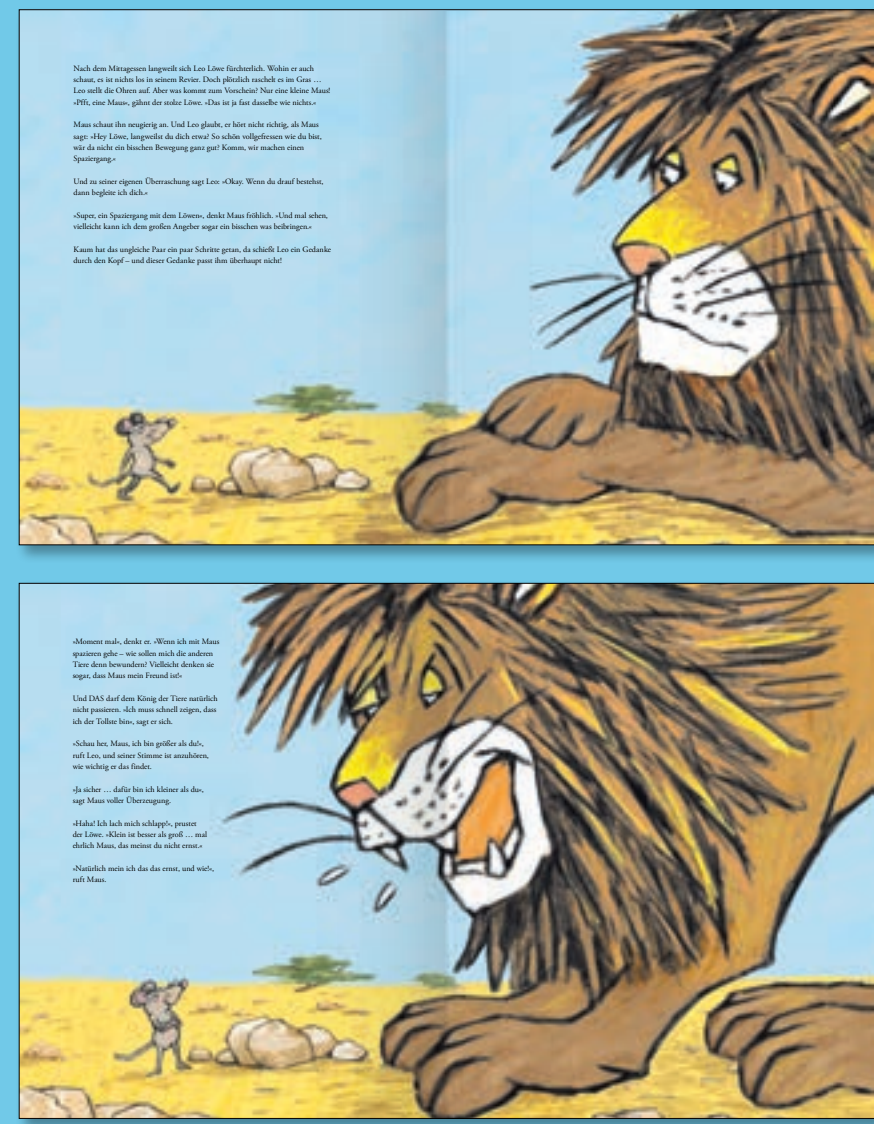 Nach dem Mittagessen langweilt sich Leo Löwe fürchterlich. Wohin er auch
schaut, es ist nichts los in seinem Revier. Doch plötzlich raschelt es im Gras …
Leo stellt die Ohren auf. Aber was kommt zum Vorschein? Nur eine kleine Maus!
»Pfft, eine Maus«, gähnt der stolze Löwe. »Das ist ja fast dasselbe wie nichts.«
Maus schaut ihn neugierig an. Und Leo glaubt, er hört nicht richtig, als Maus
sagt: »Hey Löwe, langweilst du dich etwa? So schön vollgefressen wie du bist,
wär da nicht ein bisschen Bewegung ganz gut? Komm, wir machen einen
Spaziergang.«
Und zu seiner eigenen Überraschung sagt Leo: »Okay. Wenn du drauf bestehst,
dann begleite ich dich.«
»Super, ein Spaziergang mit dem Löwen«, denkt Maus fröhlich. »Und mal sehen,
vielleicht kann ich dem großen Angeber sogar ein bisschen was beibringen.«
Kaum hat das ungleiche Paar ein paar Schritte getan, da schießt Leo ein Gedanke
durch den Kopf – und dieser Gedanke passt ihm überhaupt nicht!
»Moment mal«, denkt er. »Wenn ich mit Maus
spazieren gehe – wie sollen mich die anderen
Tiere denn bewundern? Vielleicht denken sie
sogar, dass Maus mein Freund ist!«
Und DAS darf dem König der Tiere natürlich
nicht passieren. »Ich muss schnell zeigen, dass
ich der Tollste bin«, sagt er sich.
»Schau her, Maus, ich bin größer als du!«,
ruft Leo, und seiner Stimme ist anzuhören,
wie wichtig er das findet.
»Ja sicher … dafür bin ich kleiner als du«,
sagt Maus voller Überzeugung.
»Haha! Ich lach mich schlapp!«, prustet
der Löwe. »Klein ist besser als groß … mal
ehrlich Maus, das meinst du nicht ernst.«
»Natürlich mein ich das das ernst, und wie!«,
ruft Maus.